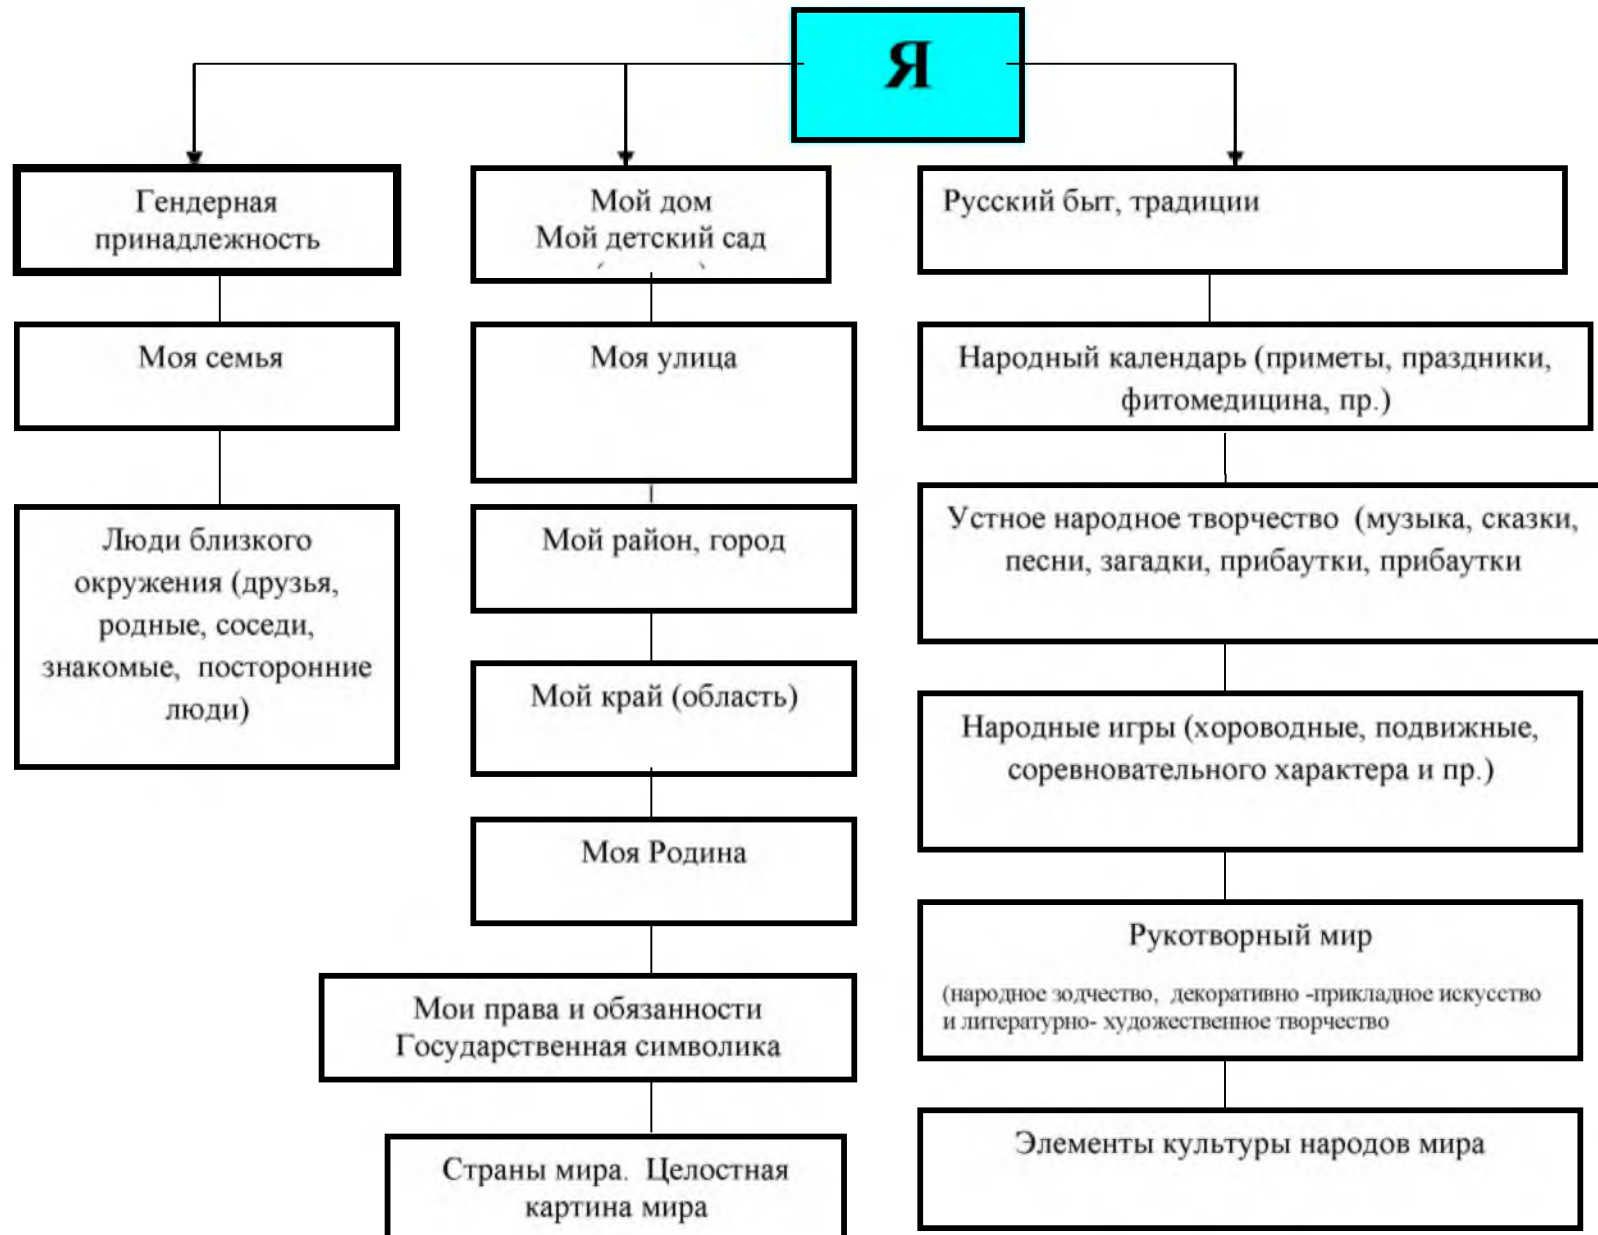 Я
Гендерная
принадлежность
Моя семья
Люди близкого
окружения (друзья,
родные, соседи,
знакомые, посторонние
люди)
Мой дом
Мой детский сад
Моя улица
Мой район, город
Мой край (область)
Моя Родина
Мои права и обязанности
Государственная символика
Страны мира. Целостная
картина мира
Русский быт, традиции
Народный календарь (приметы, праздники,
фитомедицина, пр.)
Устное народное творчество (музыка, сказки,
песни, загадки, прибаутки, прибаутки
Народные игры (хороводные, подвижные,
соревновательного характера и пр.)
Рукотворный мир
(народное зодчество, декоративно -прикладное искусство
и литературно- художественное творчество
Элементы культуры народов мира